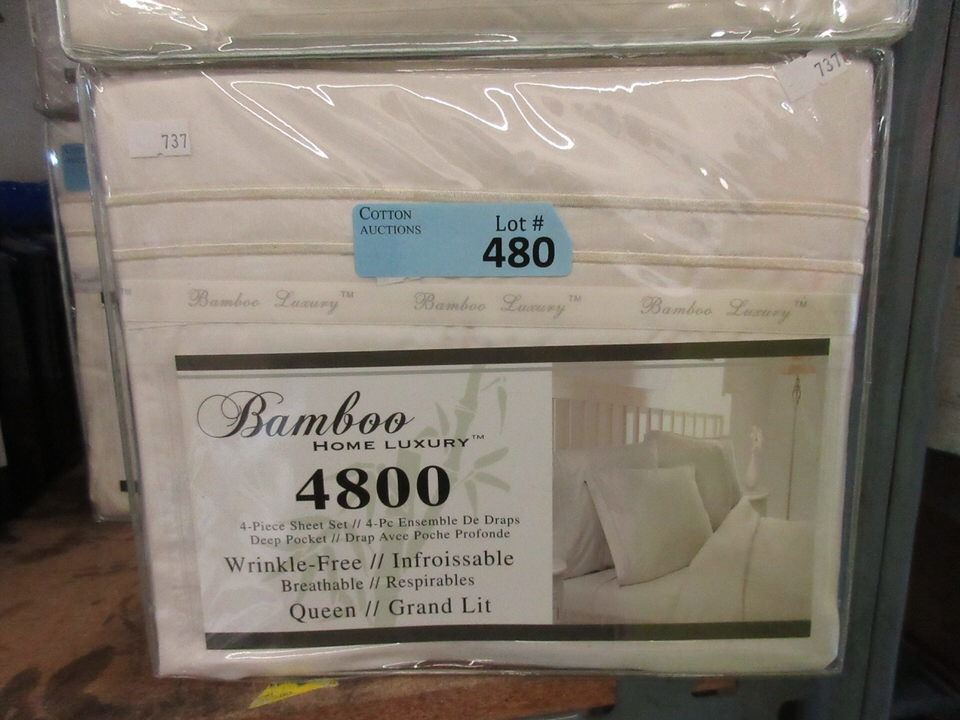 737
737
COTTON
AUCTIONS
Lot #
480
Bamboo Luxury™ Bamboo Luxury™ Bamboo Luxury™
Bamboo
HOME LUXURY™
4800
4-Piece Sheet Set // 4-Pc Ensemble De Draps
Deep Pocket // Drap Avec Poche Profonde
Wrinkle-Free // Infroissable
Breathable // Respirables
Queen // Grand Lit